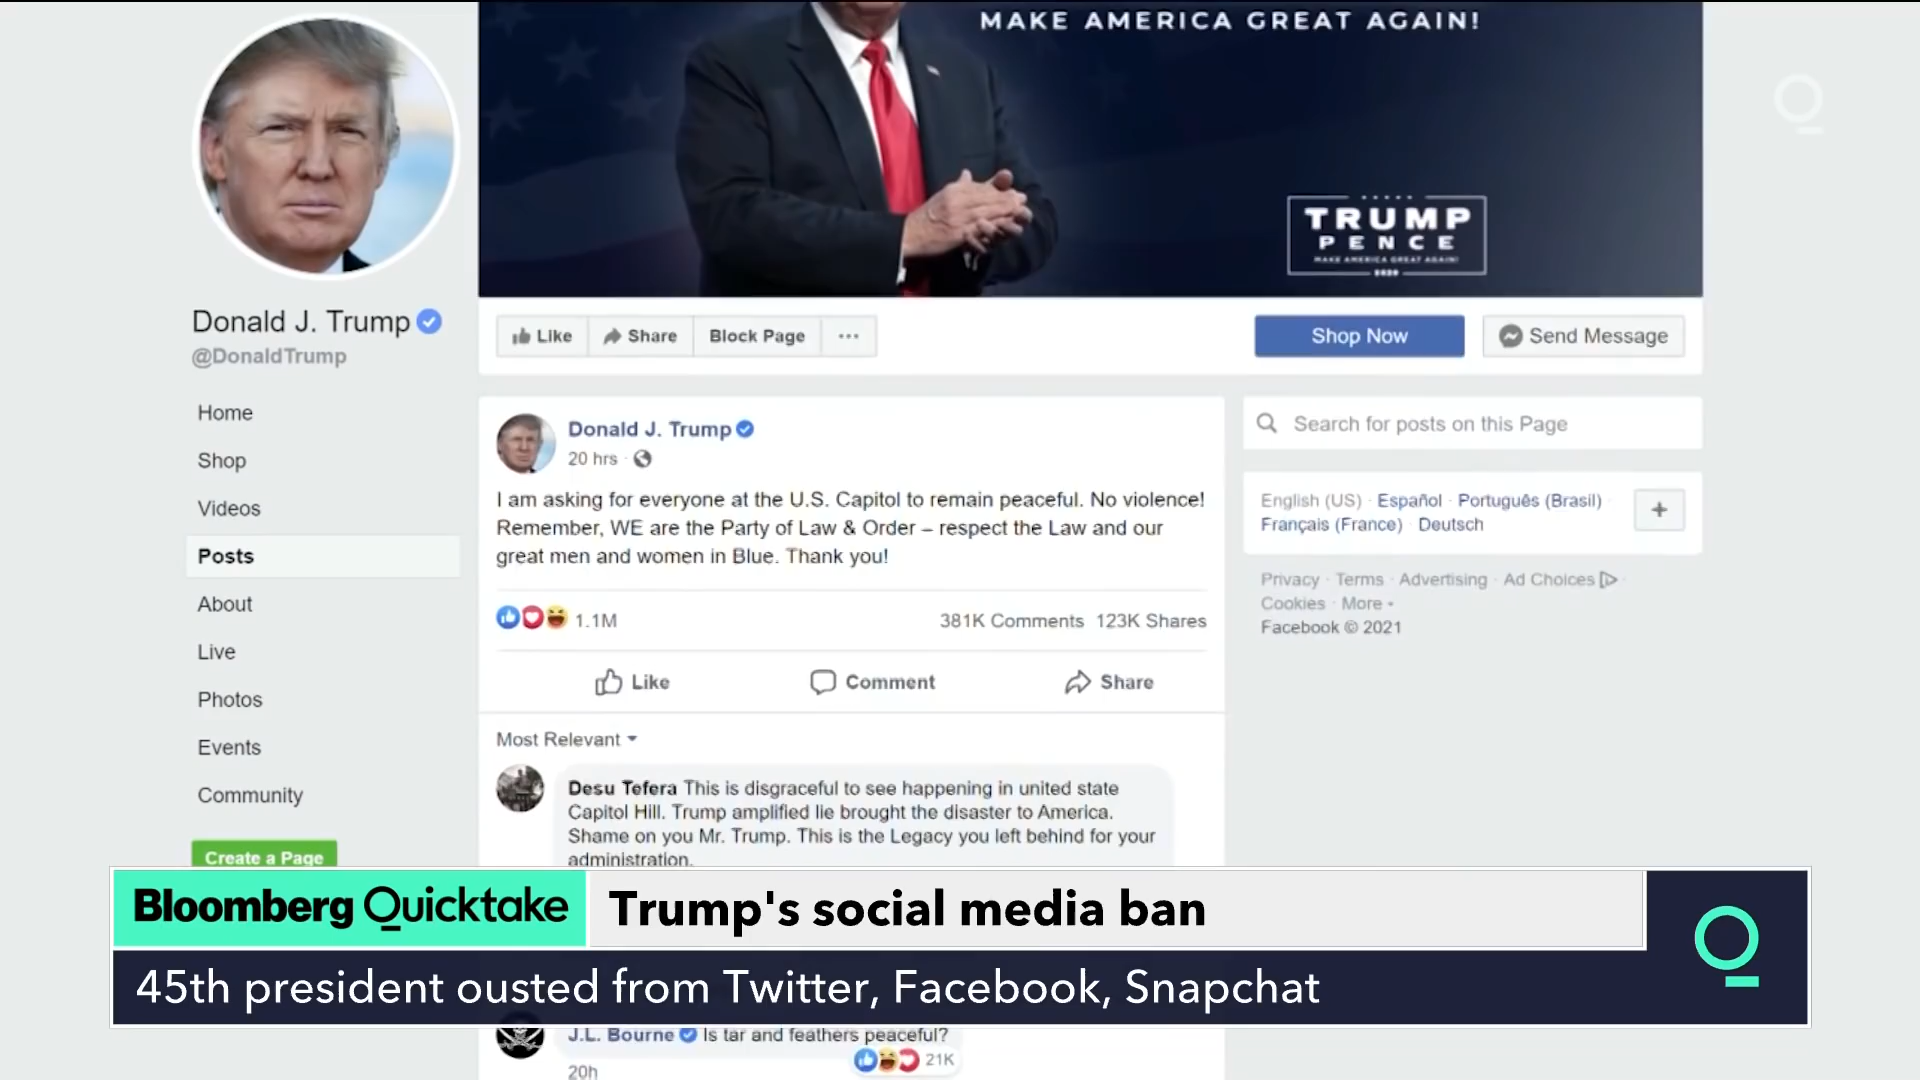 MAKE AMERICA GREAT AGAIN!
TRUMP
PENCE
MAKE AMERICA GREAT AGAIN!
2020
Donald J. Trump
@DonaldTrump
Like
Share
Block Page
Shop Now
Send Message
Home
Shop
Videos
Posts
About
Live
Photos
Events
Community
Create a Page
Donald J. Trump
20 hrs ·
I am asking for everyone at the U.S. Capitol to remain peaceful. No violence!
Remember, WE are the Party of Law & Order – respect the Law and our
great men and women in Blue. Thank you!
1.1M
381K Comments 123K Shares
Like
Comment
Share
Most Relevant
Desu Tefera This is disgraceful to see happening in united state
Capitol Hill. Trump amplified lie brought the disaster to America.
Shame on you Mr. Trump. This is the Legacy you left behind for your
administration.
Search for posts on this Page
English (US) · Español · Português (Brasil) ·
Français (France) · Deutsch
+
Privacy · Terms · Advertising · Ad Choices ·
Cookies · More
Facebook © 2021
Bloomberg Quicktake
Trump's social media ban
45th president ousted from Twitter, Facebook, Snapchat
J.L. Bourne Is tar and feathers peaceful?
21K
20h